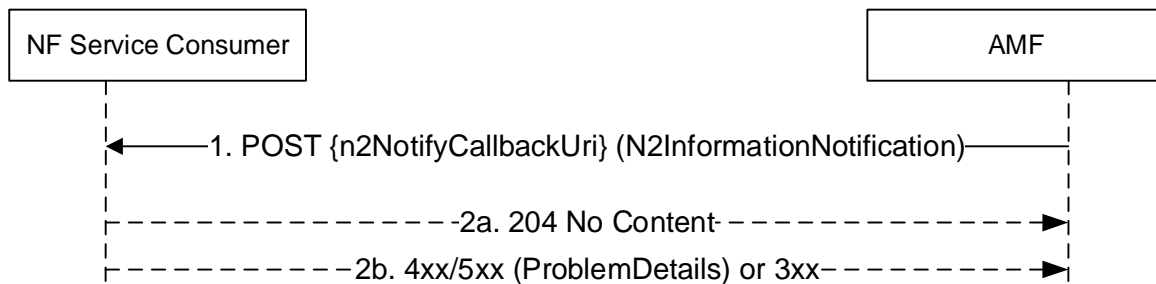 NF Service Consumer
AMF
1. POST {n2NotifyCallbackUri} (N2InformationNotification)
2a. 204 No Content
2b. 4xx/5xx (ProblemDetails) or 3xx